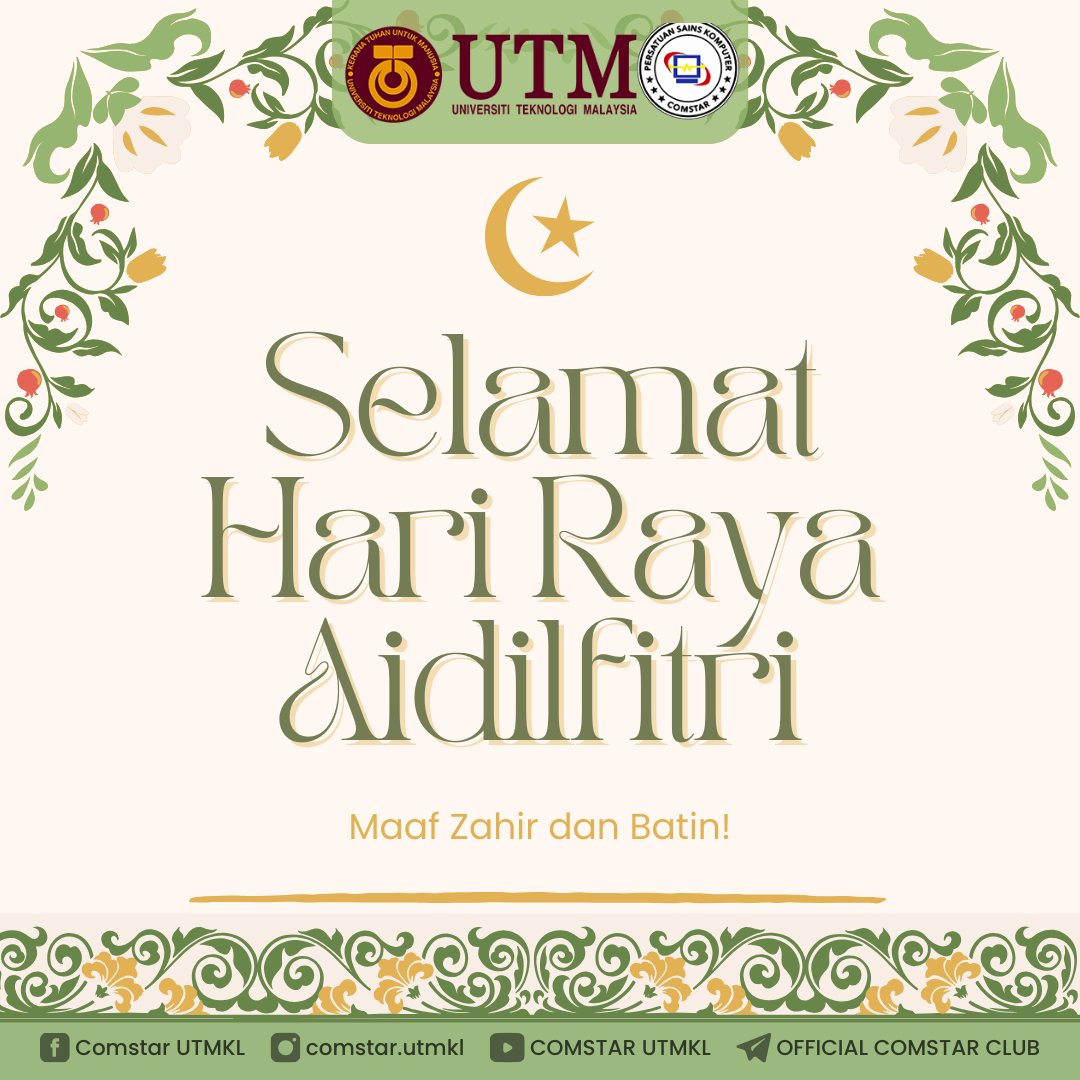 KERANA TUHAN UNTUK MANUSIA
UNIVERSITI TEKNOLOGI MALAYSIA
UTM
UNIVERSITI TEKNOLOGI MALAYSIA
PERSATUAN SAINS KOMPUTER
COMSTAR
Selamat
Hari Raya
Aidilfitri
Maaf Zahir dan Batin!
Comstar UTMKL
comstar.utmkl
COMSTAR UTMKL
OFFICIAL COMSTAR CLUB